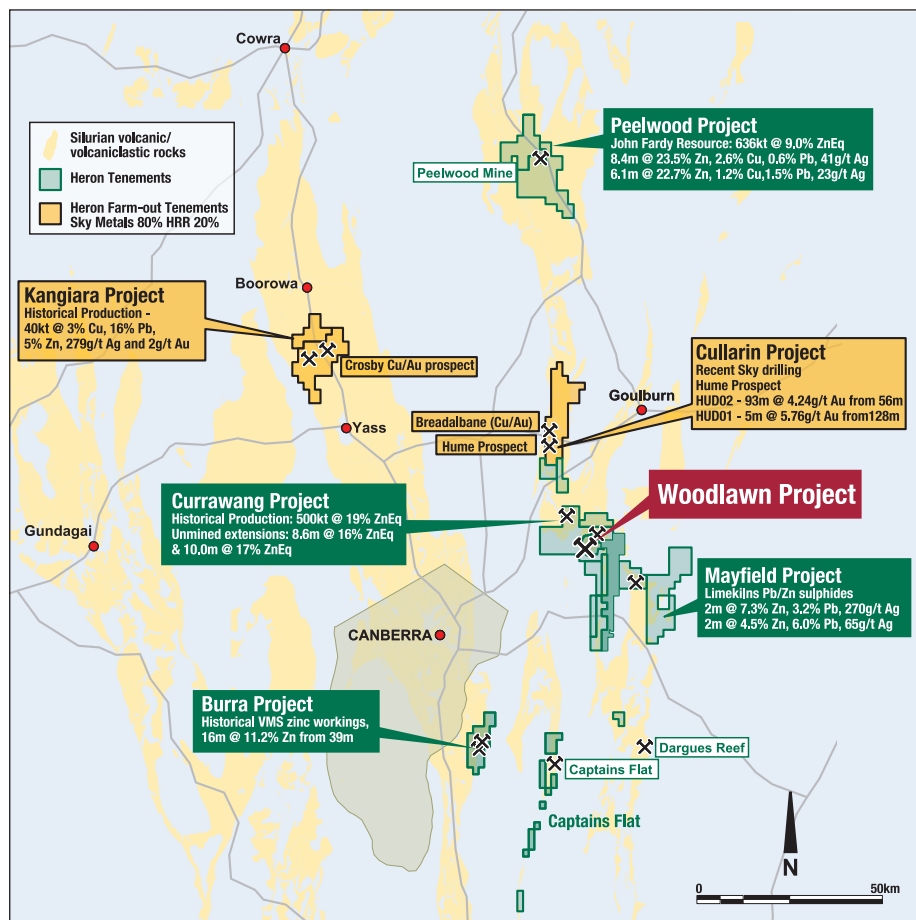 Cowra
Silurian volcanic/
volcaniclastic rocks
Heron Tenements
Heron Farm-out Tenements
Sky Metals 80% HRR 20%
Peelwood Project
John Fardy Resource: 636kt @ 9.0% ZnEq
8,4m @ 23.5% Zn, 2.6% Cu, 0.6% Pb, 41g/t Ag
6.1m @ 22.7% Zn, 1.2% Cu,1.5% Pb, 23g/t Ag
Peelwood Mine
Boorowa
Kangiara Project
Historical Production -
40kt @ 3% Cu, 16% Pb,
5% Zn, 279g/t Ag and 2g/t Au
Crosby Cu/Au prospect
Cullarin Project
Recent Sky drilling
Hume Prospect
HUD02 - 93m @ 4.24g/t Au from 56m
HUD01 - 5m @ 5.76g/t Au from128m
Goulburn
Breadalbane (Cu/Au)
Hume Prospect
Yass
Woodlawn Project
Currawang Project
Historical Production: 500kt @ 19% ZnEq
Unmined extensions: 8.6m @ 16% ZnEq
& 10,0m @ 17% ZnEq
Gundagai
Mayfield Project
Limekilns Pb/Zn sulphides
2m @ 7.3% Zn, 3.2% Pb, 270g/t Ag
2m @ 4.5% Zn, 6.0% Pb, 65g/t Ag
CANBERRA
Burra Project
Historical VMS zinc workings,
16m @ 11.2% Zn from 39m
Dargues Reef
Captains Flat
Captains Flat
N
0
50km